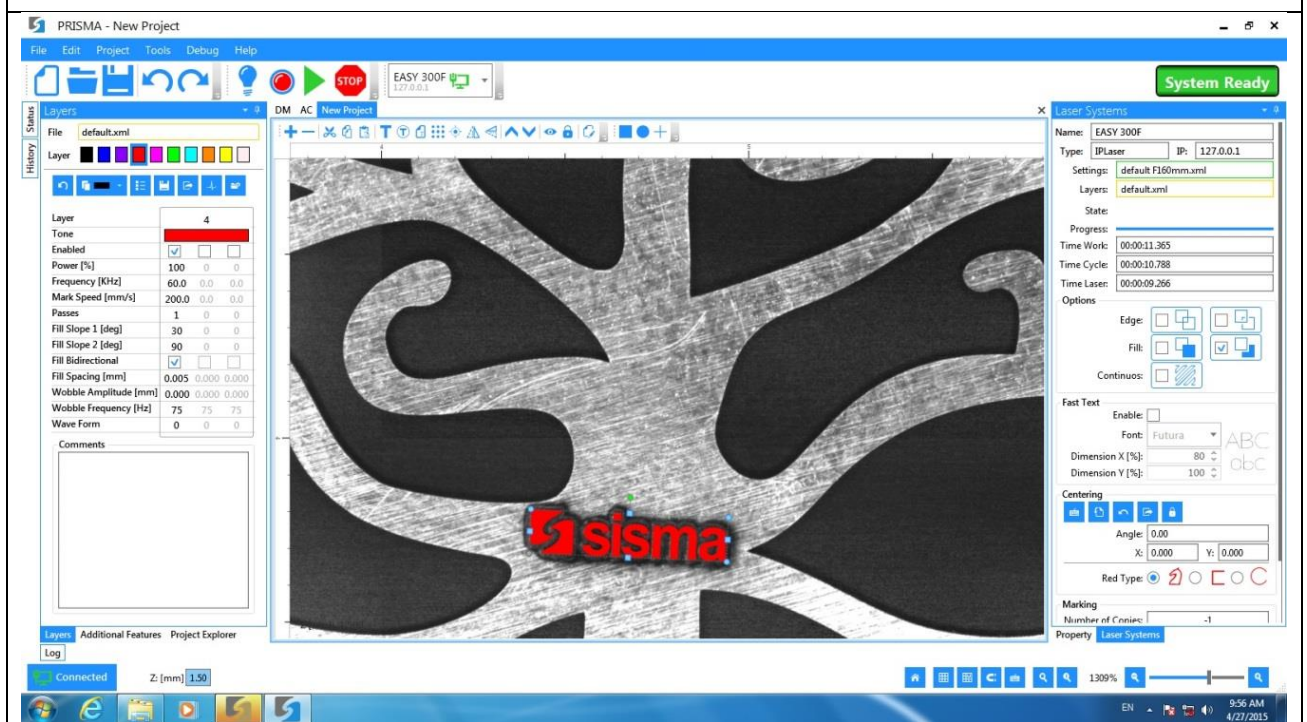 PRISMA - New Project
File Edit Project Tools Debug Help
STOP
EASY 300F
127.0.0.1
System Ready
Status
History
Layers
File default.xml
Layer
Layer 4
Tone
Enabled
Power [%] 100 0 0
Frequency [KHz] 60.0 0.0 0.0
Mark Speed [mm/s] 200.0 0.0 0.0
Passes 1 0 0
Fill Slope 1 [deg] 30 0 0
Fill Slope 2 [deg] 90 0 0
Fill Bidirectional
Fill Spacing [mm] 0.005 0.000 0.000
Wobble Amplitude [mm] 0.000 0.000 0.000
Wobble Frequency [Hz] 75 75 75
Wave Form 0 0 0
Comments
Layers Additional Features Project Explorer
Log
DM AC New Project
sisma
Laser Systems
Name: EASY 300F
Type: IPLaser IP: 127.0.0.1
Settings: default F160mm.xml
Layers: default.xml
State:
Progress:
Time Work: 00:00:11.365
Time Cycle: 00:00:10.788
Time Laser: 00:00:09.266
Options
Edge:
Fill:
Continuos:
Fast Text
Enable:
Font: Futura
ABC
abc
Dimension X [%]: 80
Dimension Y [%]: 100
Centering
Angle: 0.00
X: 0.000 Y: 0.000
Red Type:
Marking
Number of Copies: -1
Property Laser Systems
Connected Z: [mm] 1.50 1309%
EN 9:56 AM
4/27/2015